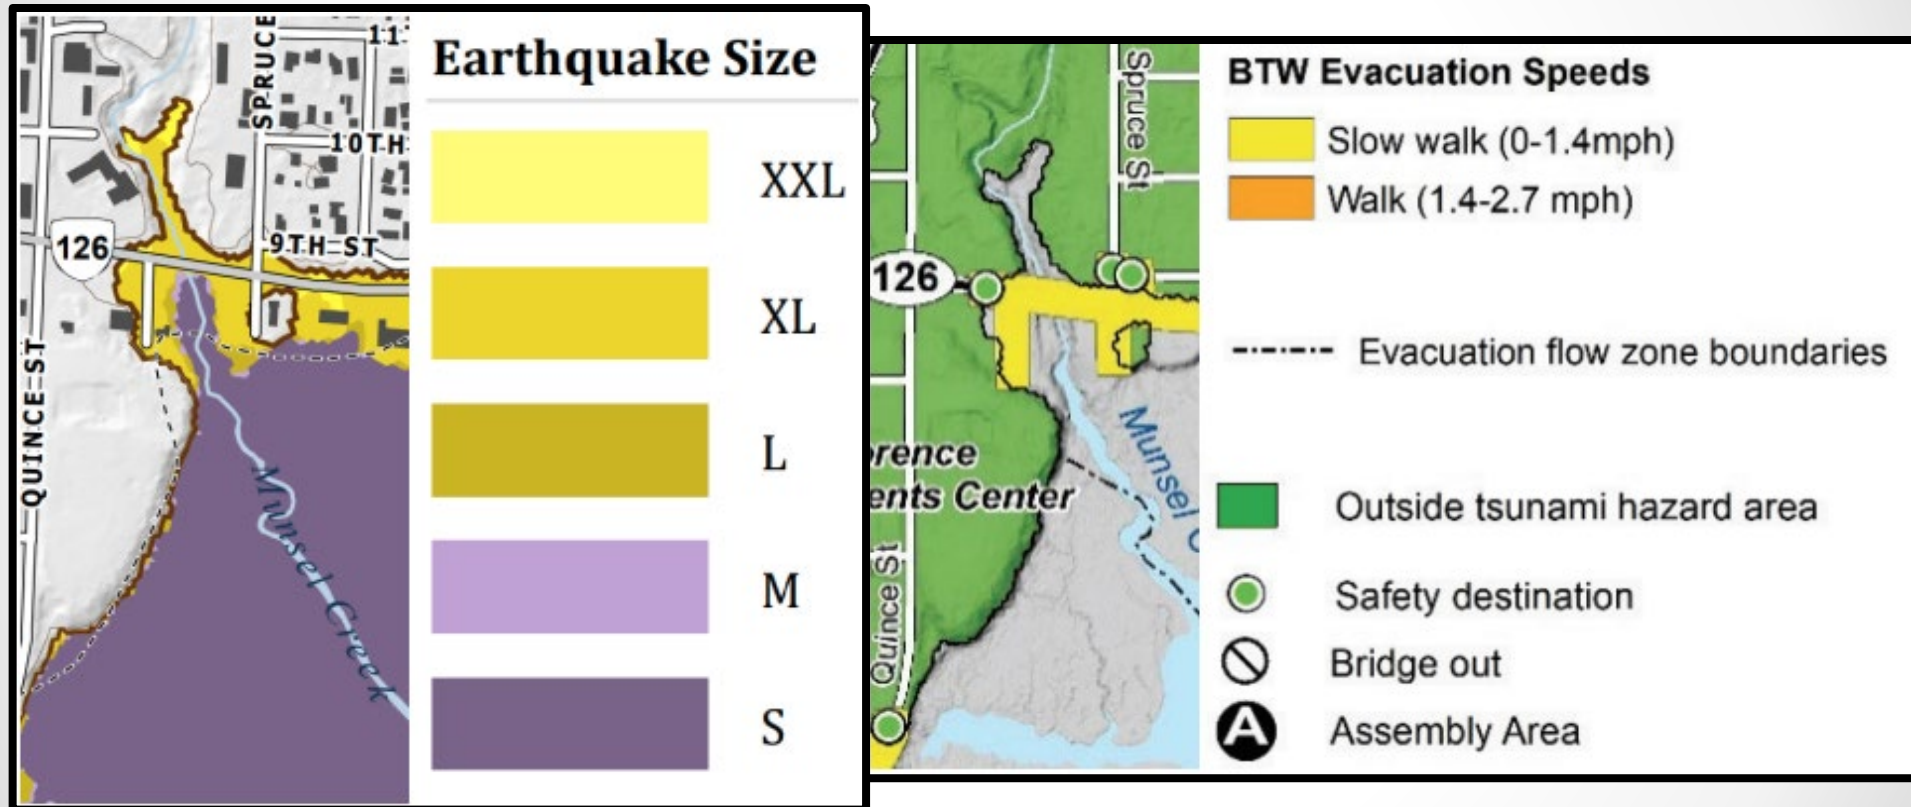 SPRUCE
11
10TH
126
9TH ST
QUINCE ST
Munsel Creek
Earthquake Size
XXL
XL
L
M
S
Spruce St
126
rence
ents Center
Munsel C
Quince St
BTW Evacuation Speeds
Slow walk (0-1.4mph)
Walk (1.4-2.7 mph)
Evacuation flow zone boundaries
Outside tsunami hazard area
Safety destination
Bridge out
A Assembly Area